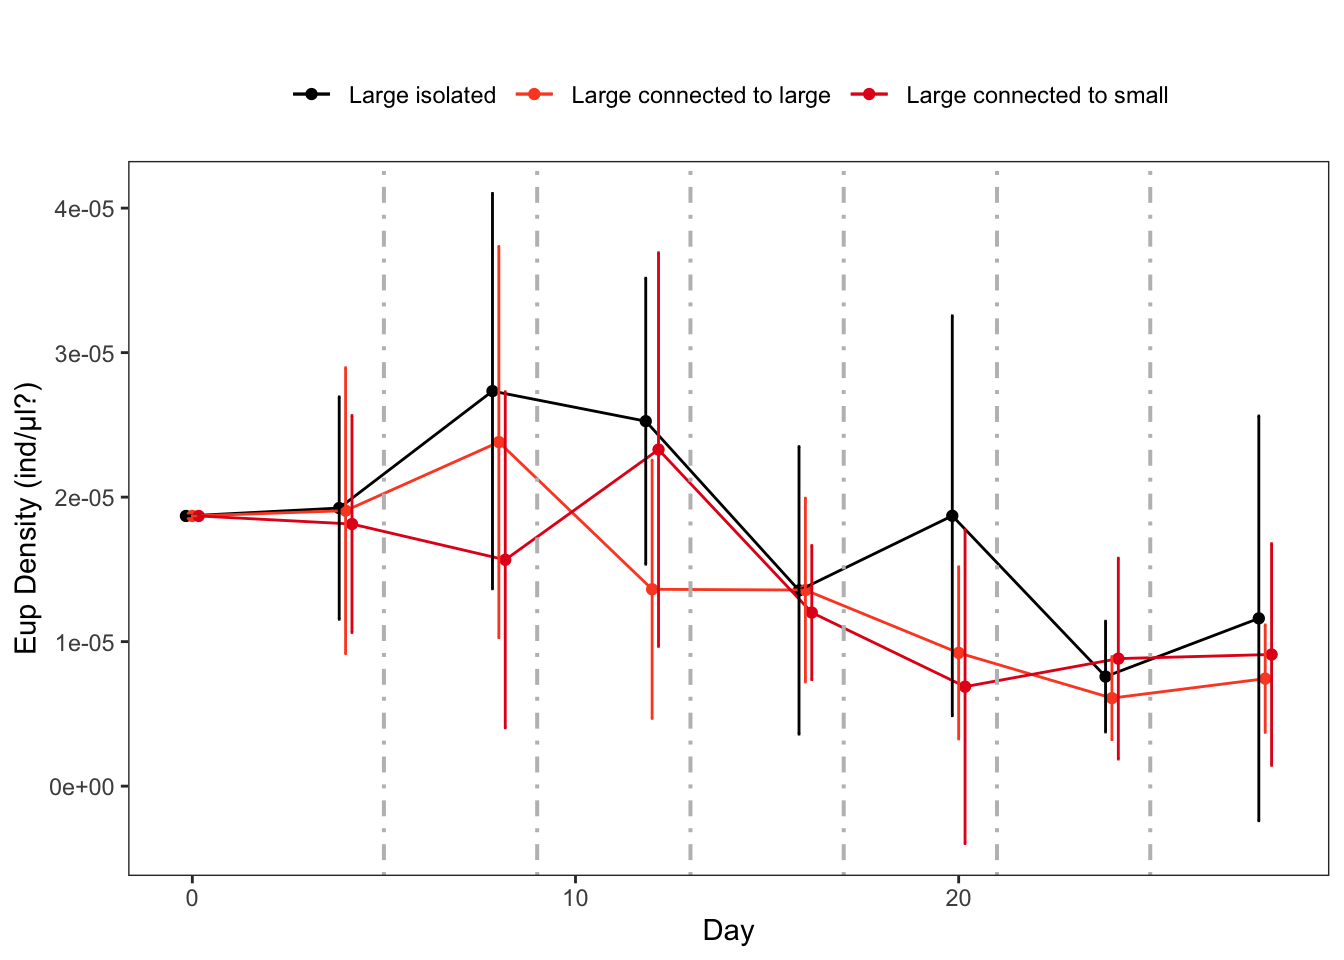 Large isolated Large connected to large Large connected to small
4e-05
3e-05
2e-05
1e-05
0e+00
Eup Density (ind/µl?)
0 10 20
Day